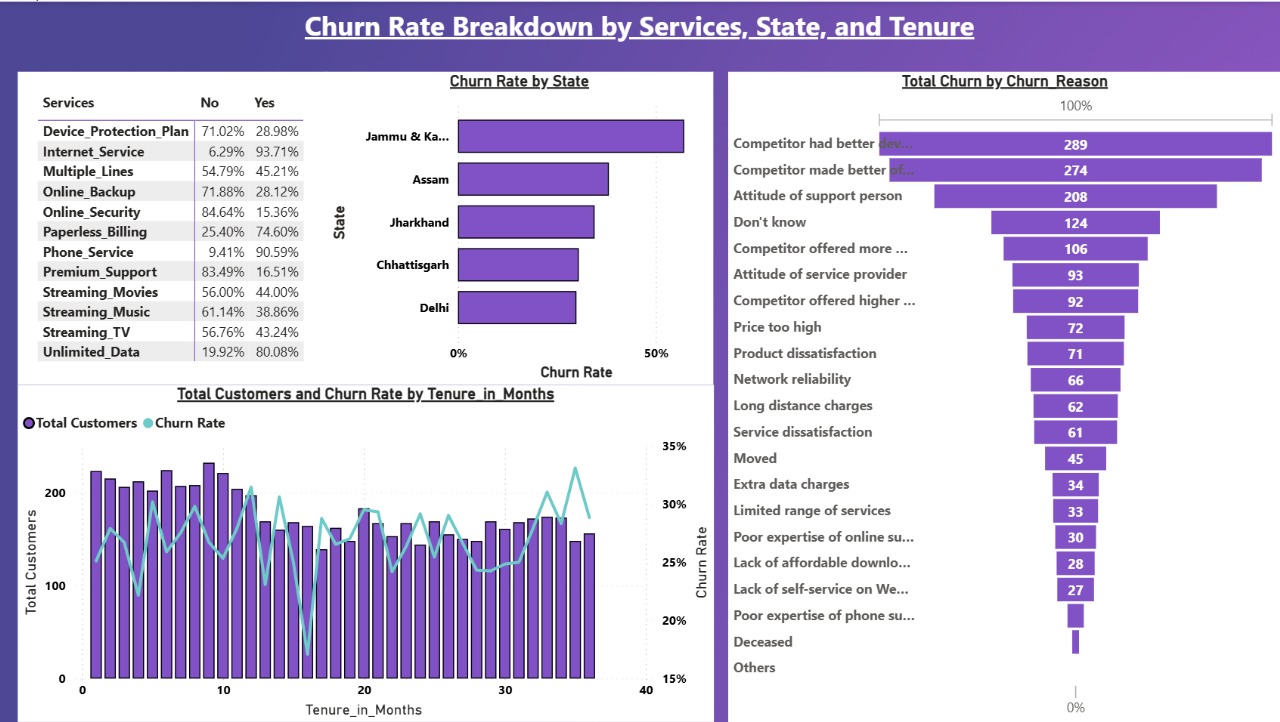 Churn Rate Breakdown by Services, State, and Tenure
Services No Yes
Device_Protection_Plan 71.02% 28.98%
Internet_Service 6.29% 93.71%
Multiple_Lines 54.79% 45.21%
Online_Backup 71.88% 28.12%
Online_Security 84.64% 15.36%
Paperless_Billing 25.40% 74.60%
Phone_Service 9.41% 90.59%
Premium_Support 83.49% 16.51%
Streaming_Movies 56.00% 44.00%
Streaming_Music 61.14% 38.86%
Streaming_TV 56.76% 43.24%
Unlimited_Data 19.92% 80.08%
Churn Rate by State
State
Jammu & Ka...
Assam
Jharkhand
Chhattisgarh
Delhi
0% 50%
Churn Rate
Total Customers and Churn Rate by Tenure_in_Months
Total Customers Churn Rate
Total Customers
200
100
0
35%
30%
25%
20%
15%
Churn Rate
0 10 20 30 40
Tenure_in_Months
Total Churn by Churn_Reason
100%
Competitor had better dev... 289
Competitor made better of... 274
Attitude of support person 208
Don't know 124
Competitor offered more ... 106
Attitude of service provider 93
Competitor offered higher ... 92
Price too high 72
Product dissatisfaction 71
Network reliability 66
Long distance charges 62
Service dissatisfaction 61
Moved 45
Extra data charges 34
Limited range of services 33
Poor expertise of online su... 30
Lack of affordable downlo... 28
Lack of self-service on We... 27
Poor expertise of phone su...
Deceased
Others
0%